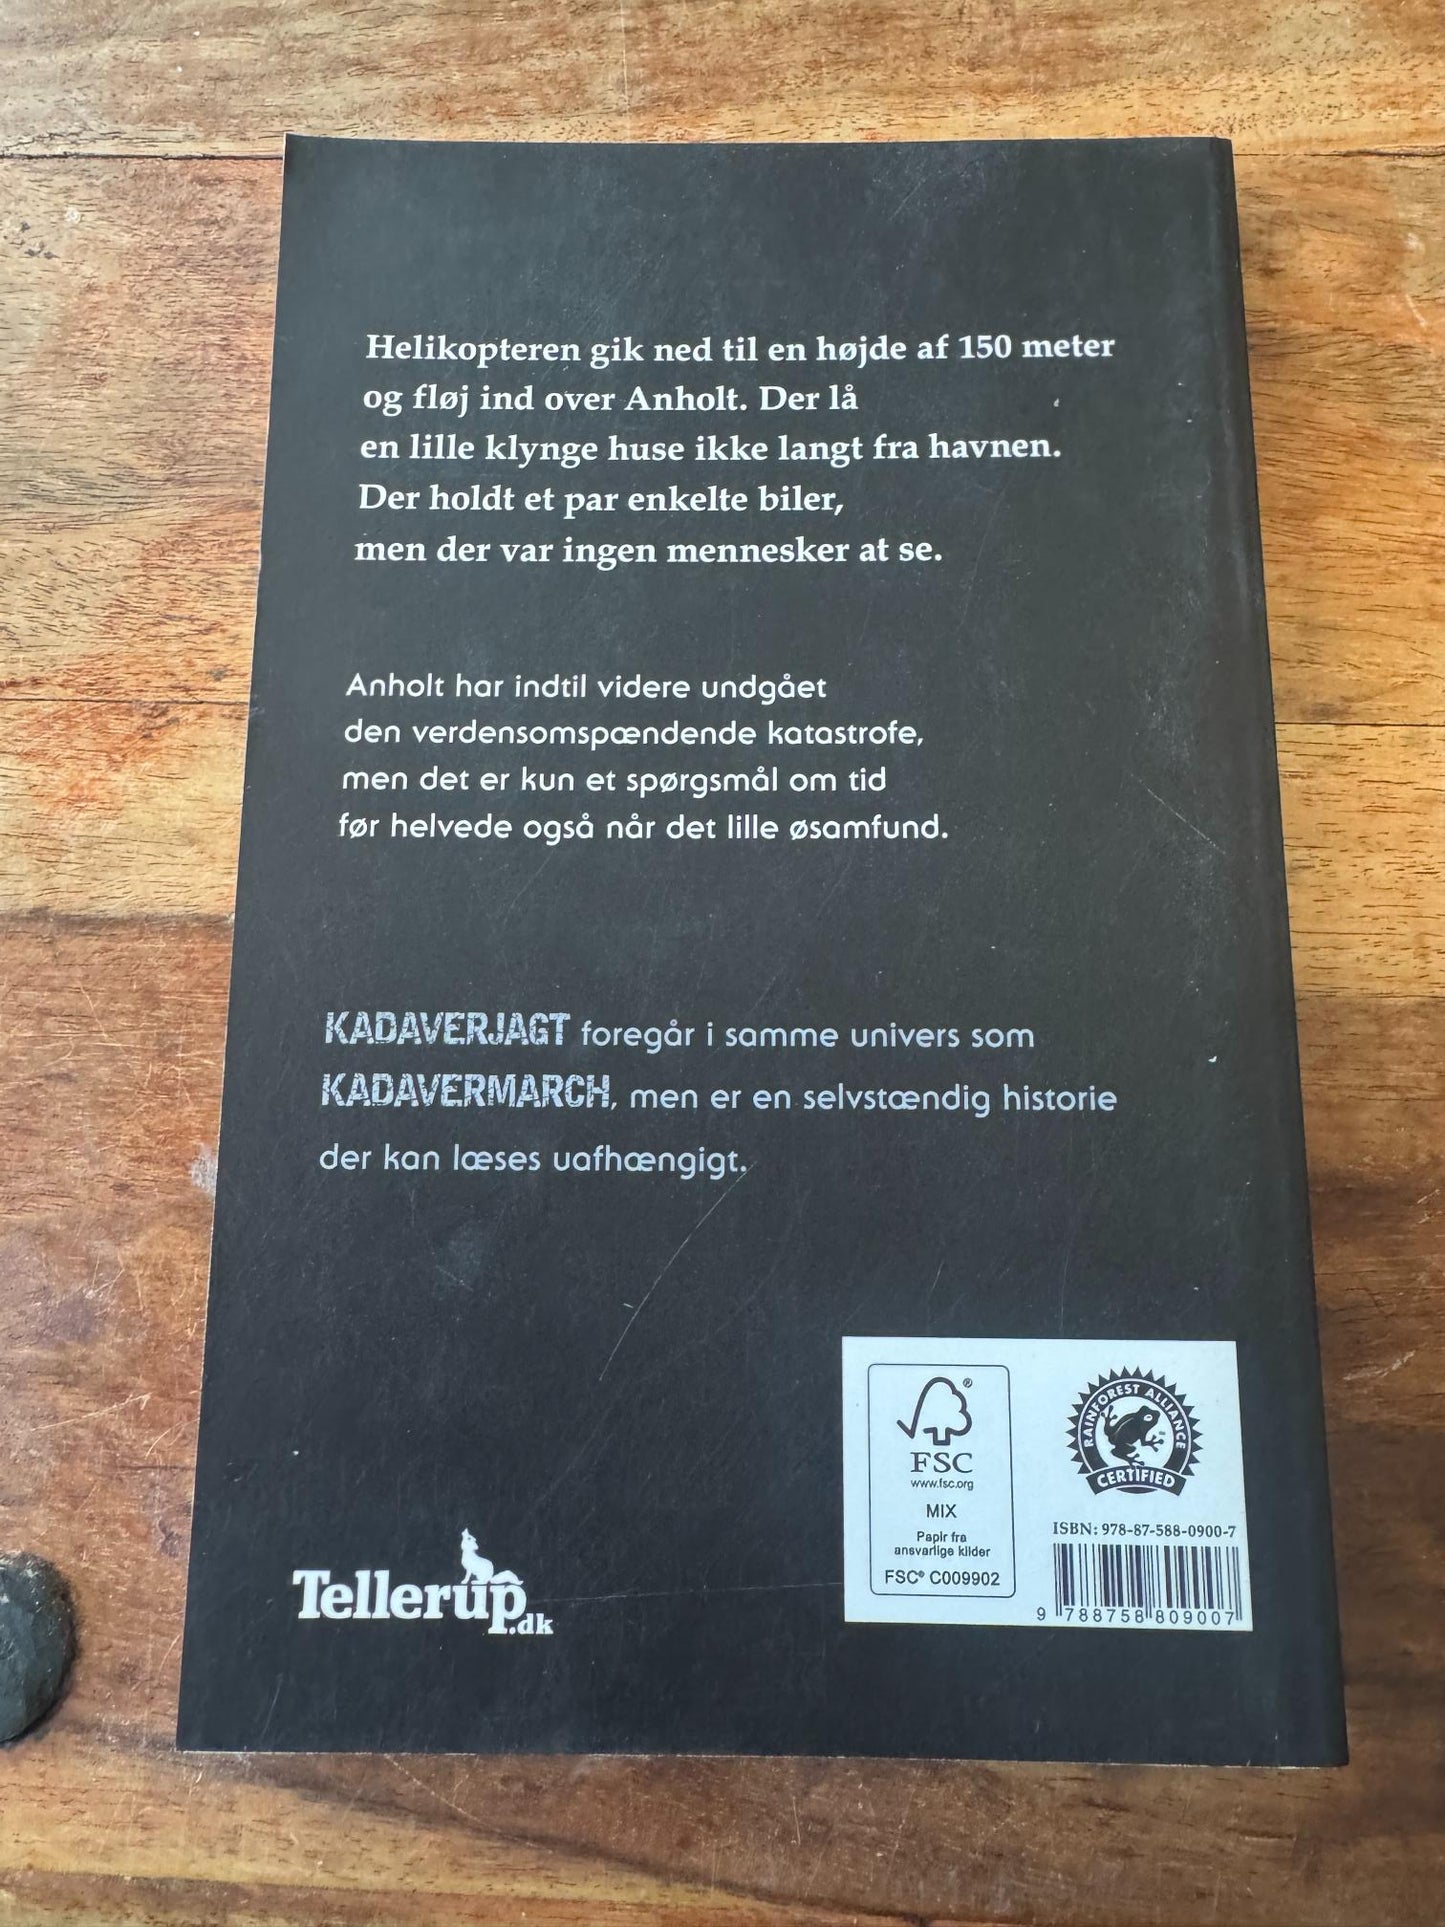 Helikopteren gik ned til en højde af 150 meter
og fløj ind over Anholt. Der lå
en lille klynge huse ikke langt fra havnen.
Der holdt et par enkelte biler,
men der var ingen mennesker at se.
Anholt har indtil videre undgået
den verdensomspændende katastrofe,
men det er kun et spørgsmål om tid
før helvede også når det lille øsamfund.
KADAVERJAGT foregår i samme univers som
KADAVERMARCH, men er en selvstændig historie
der kan læses uafhængigt.
Tellerup.dk
FSC®
www.fsc.org
MIX
Papir fra
ansvarlige kilder
FSC® C009902
RAINFOREST ALLIANCE
CERTIFIED
ISBN: 978-87-588-0900-7
9 788758 809007